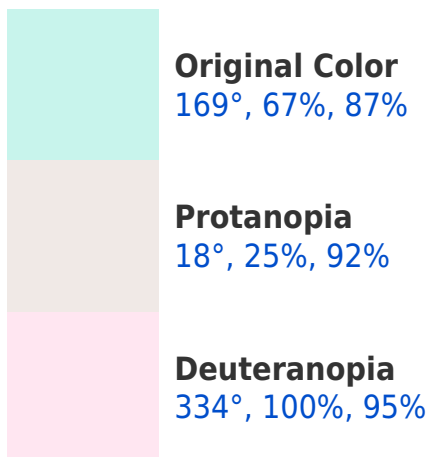 Original Color
169°, 67%, 87%
Protanopia
18°, 25%, 92%
Deuteranopia
334°, 100%, 95%